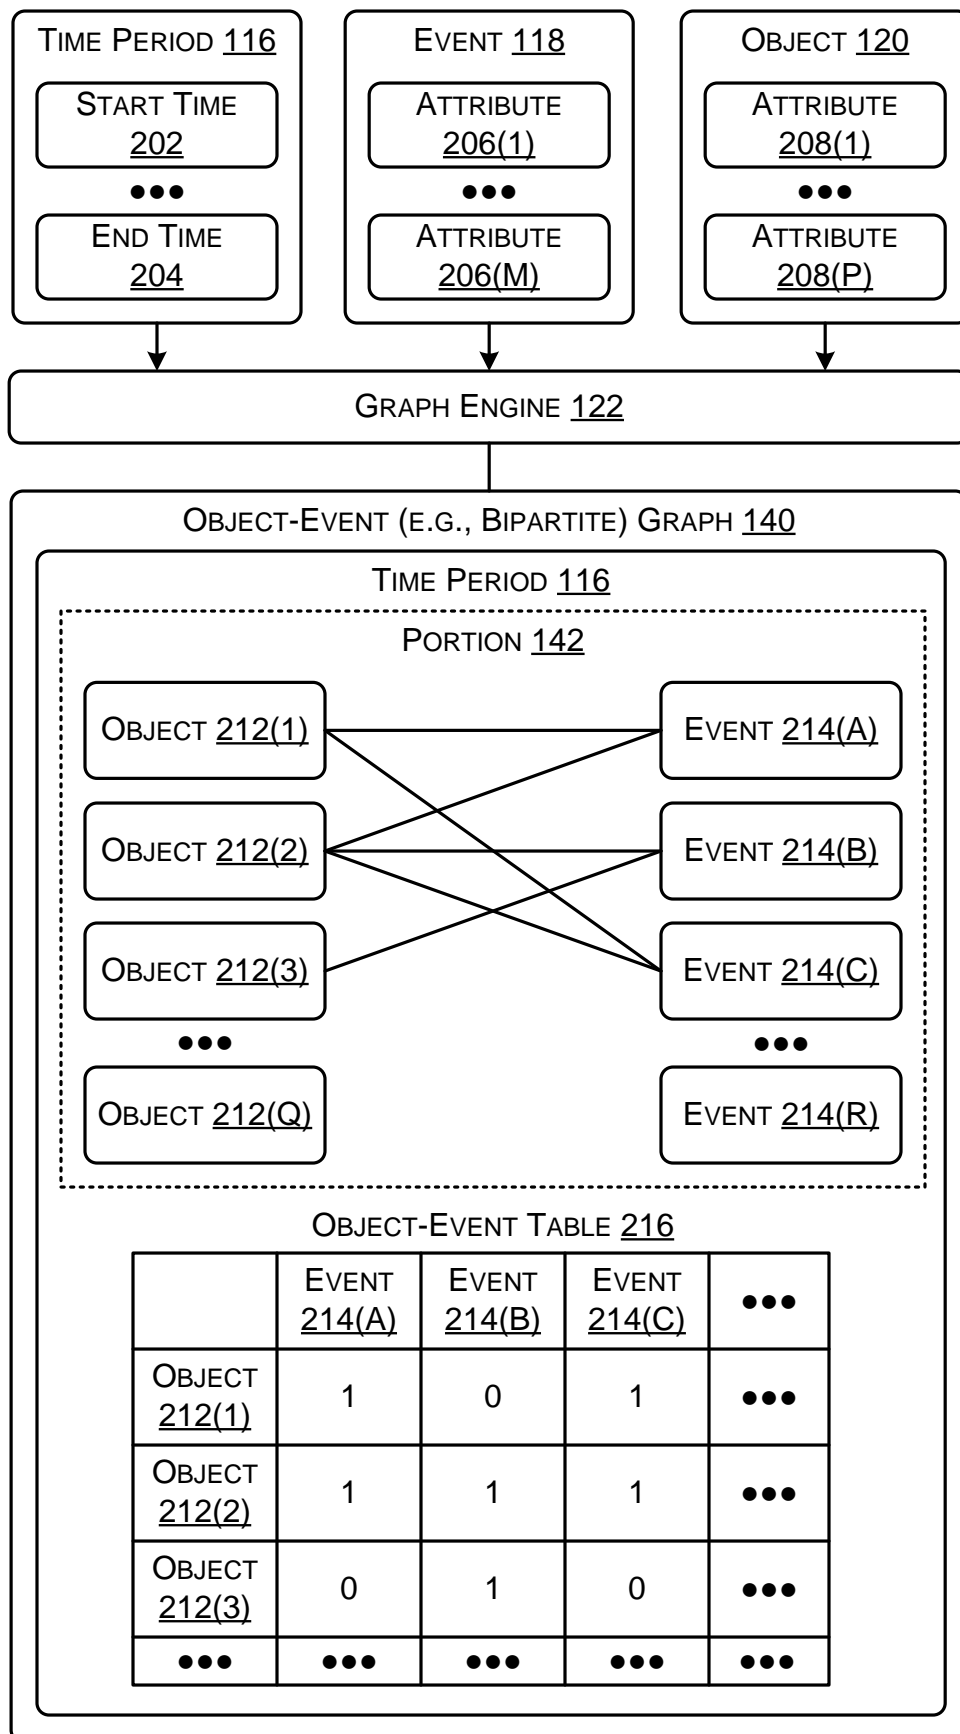 TIME PERIOD 116
START TIME
202
●●●
END TIME
204
EVENT 118
ATTRIBUTE
206(1)
●●●
ATTRIBUTE
206(M)
OBJECT 120
ATTRIBUTE
208(1)
●●●
ATTRIBUTE
208(P)
GRAPH ENGINE 122
OBJECT-EVENT (E.G., BIPARTITE) GRAPH 140
TIME PERIOD 116
PORTION 142
OBJECT 212(1)
EVENT 214(A)
OBJECT 212(2)
EVENT 214(B)
OBJECT 212(3)
EVENT 214(C)
●●● ●●●
OBJECT 212(Q)
EVENT 214(R)
OBJECT-EVENT TABLE 216
EVENT 214(A) EVENT 214(B) EVENT 214(C) ●●●
OBJECT 212(1) 1 0 1 ●●●
OBJECT 212(2) 1 1 1 ●●●
OBJECT 212(3) 0 1 0 ●●●
●●● ●●● ●●● ●●● ●●●